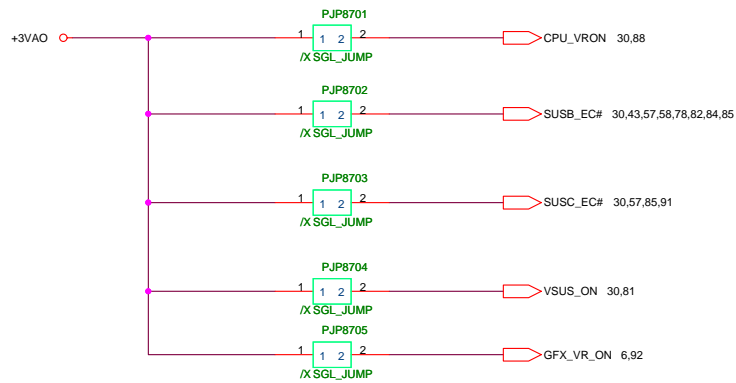 PJP8701
+3VAO 1 1 2 2 CPU_VRON 30,88
/X SGL_JUMP
PJP8702
1 1 2 2 SUSB_EC# 30,43,57,58,78,82,84,85
/X SGL_JUMP
PJP8703
1 1 2 2 SUSC_EC# 30,57,85,91
/X SGL_JUMP
PJP8704
1 1 2 2 VSUS_ON 30,81
/X SGL_JUMP
PJP8705
1 1 2 2 GFX_VR_ON 6,92
/X SGL_JUMP